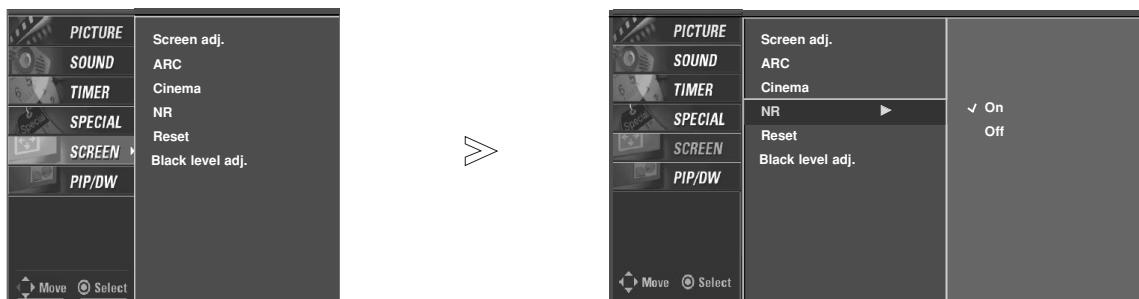 PICTURE
SOUND
TIMER
SPECIAL
SCREEN
PIP/DW
Move Select
Screen adj.
ARC
Cinema
NR
Reset
Black level adj.
PICTURE
SOUND
TIMER
SPECIAL
SCREEN
PIP/DW
Move Select
Screen adj.
ARC
Cinema
NR
Reset
Black level adj.
On
Off